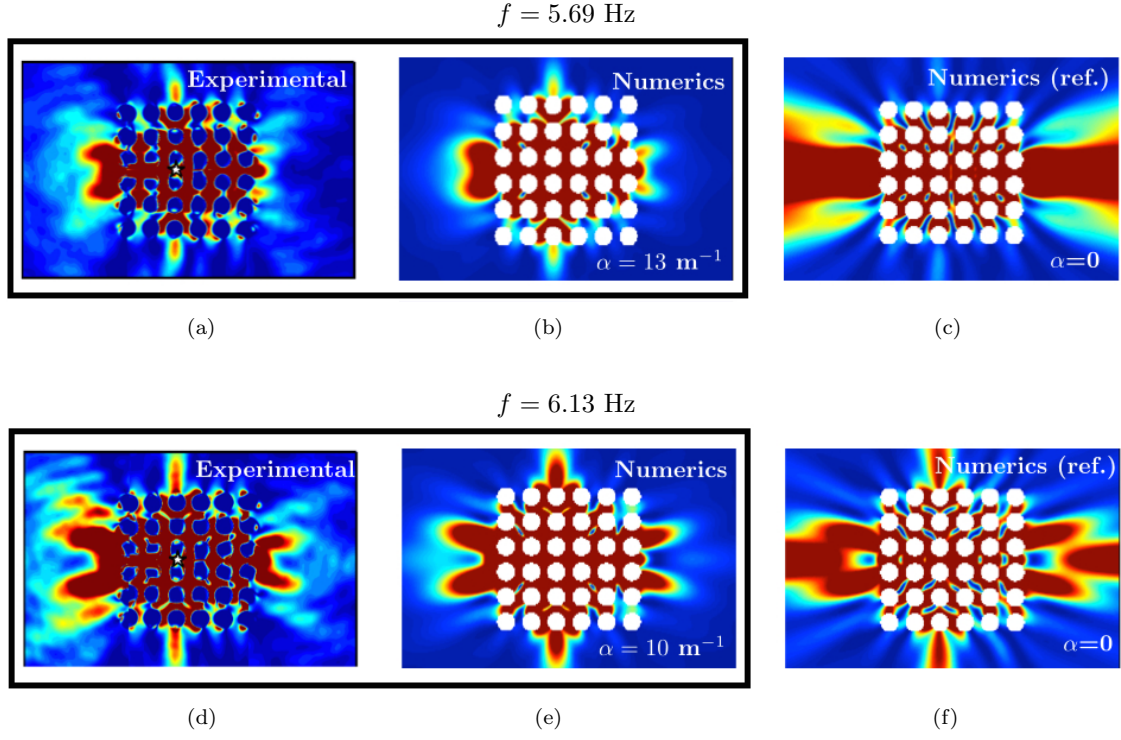 f = 5.69 Hz
Experimental
Numerics
Numerics (ref.)
α = 13 m⁻¹
α=0
(a)
(b)
(c)
f = 6.13 Hz
Experimental
Numerics
Numerics (ref.)
α = 10 m⁻¹
α=0
(d)
(e)
(f)